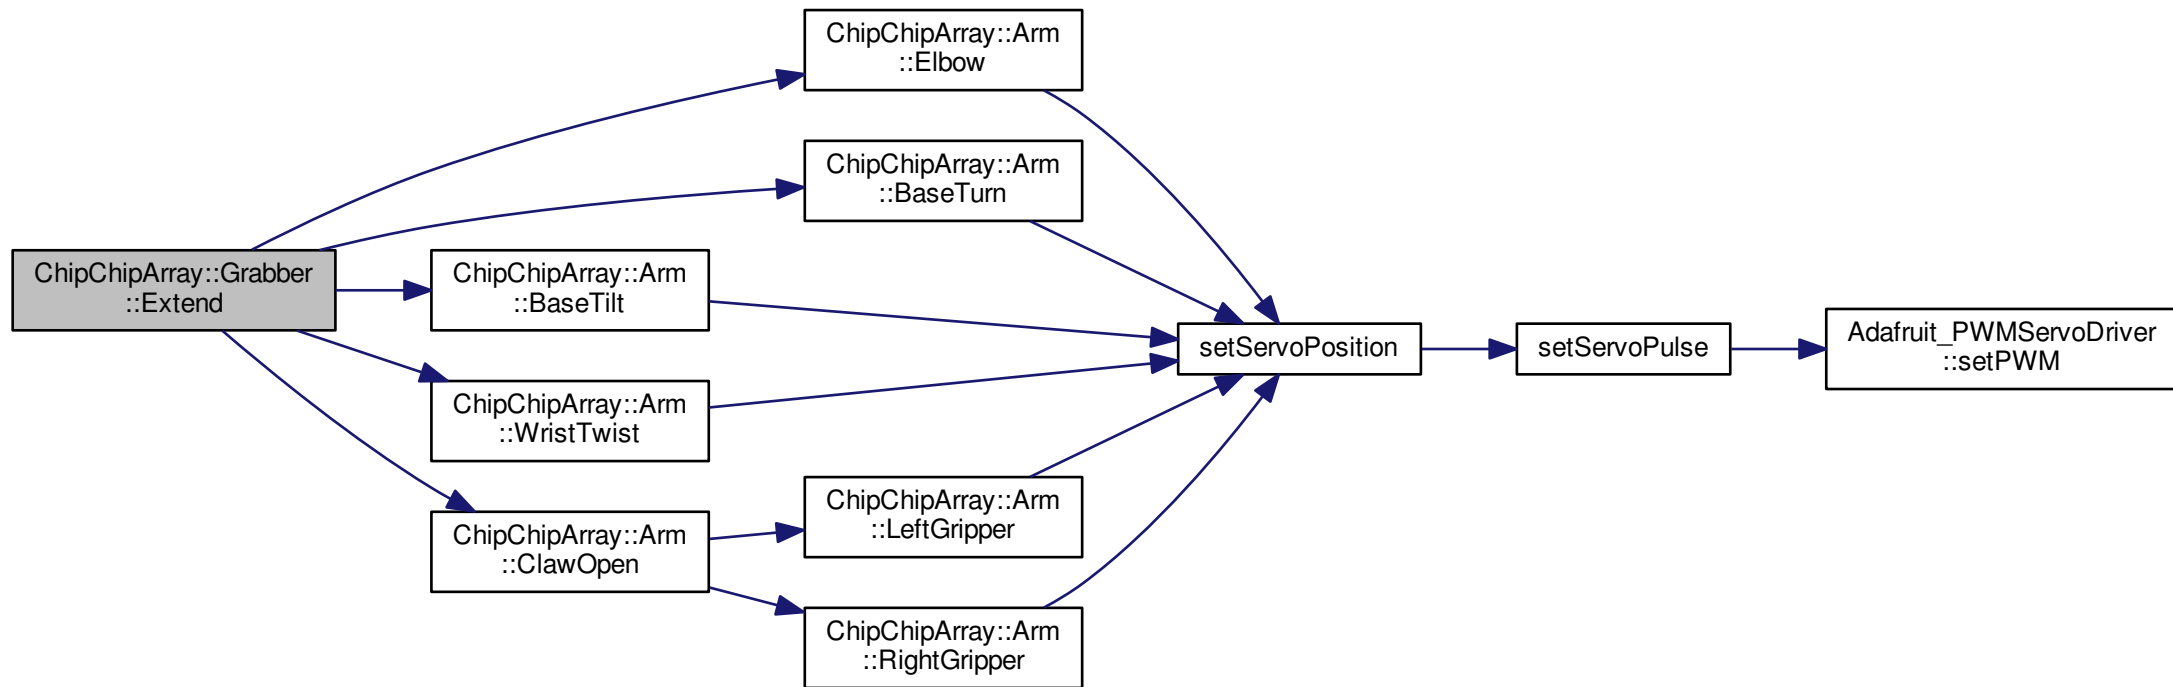 ChipChipArray::Grabber
::Extend
ChipChipArray::Arm
::Elbow
ChipChipArray::Arm
::BaseTurn
ChipChipArray::Arm
::BaseTilt
ChipChipArray::Arm
::WristTwist
ChipChipArray::Arm
::ClawOpen
ChipChipArray::Arm
::LeftGripper
ChipChipArray::Arm
::RightGripper
setServoPosition
setServoPulse
Adafruit_PWMServoDriver
::setPWM